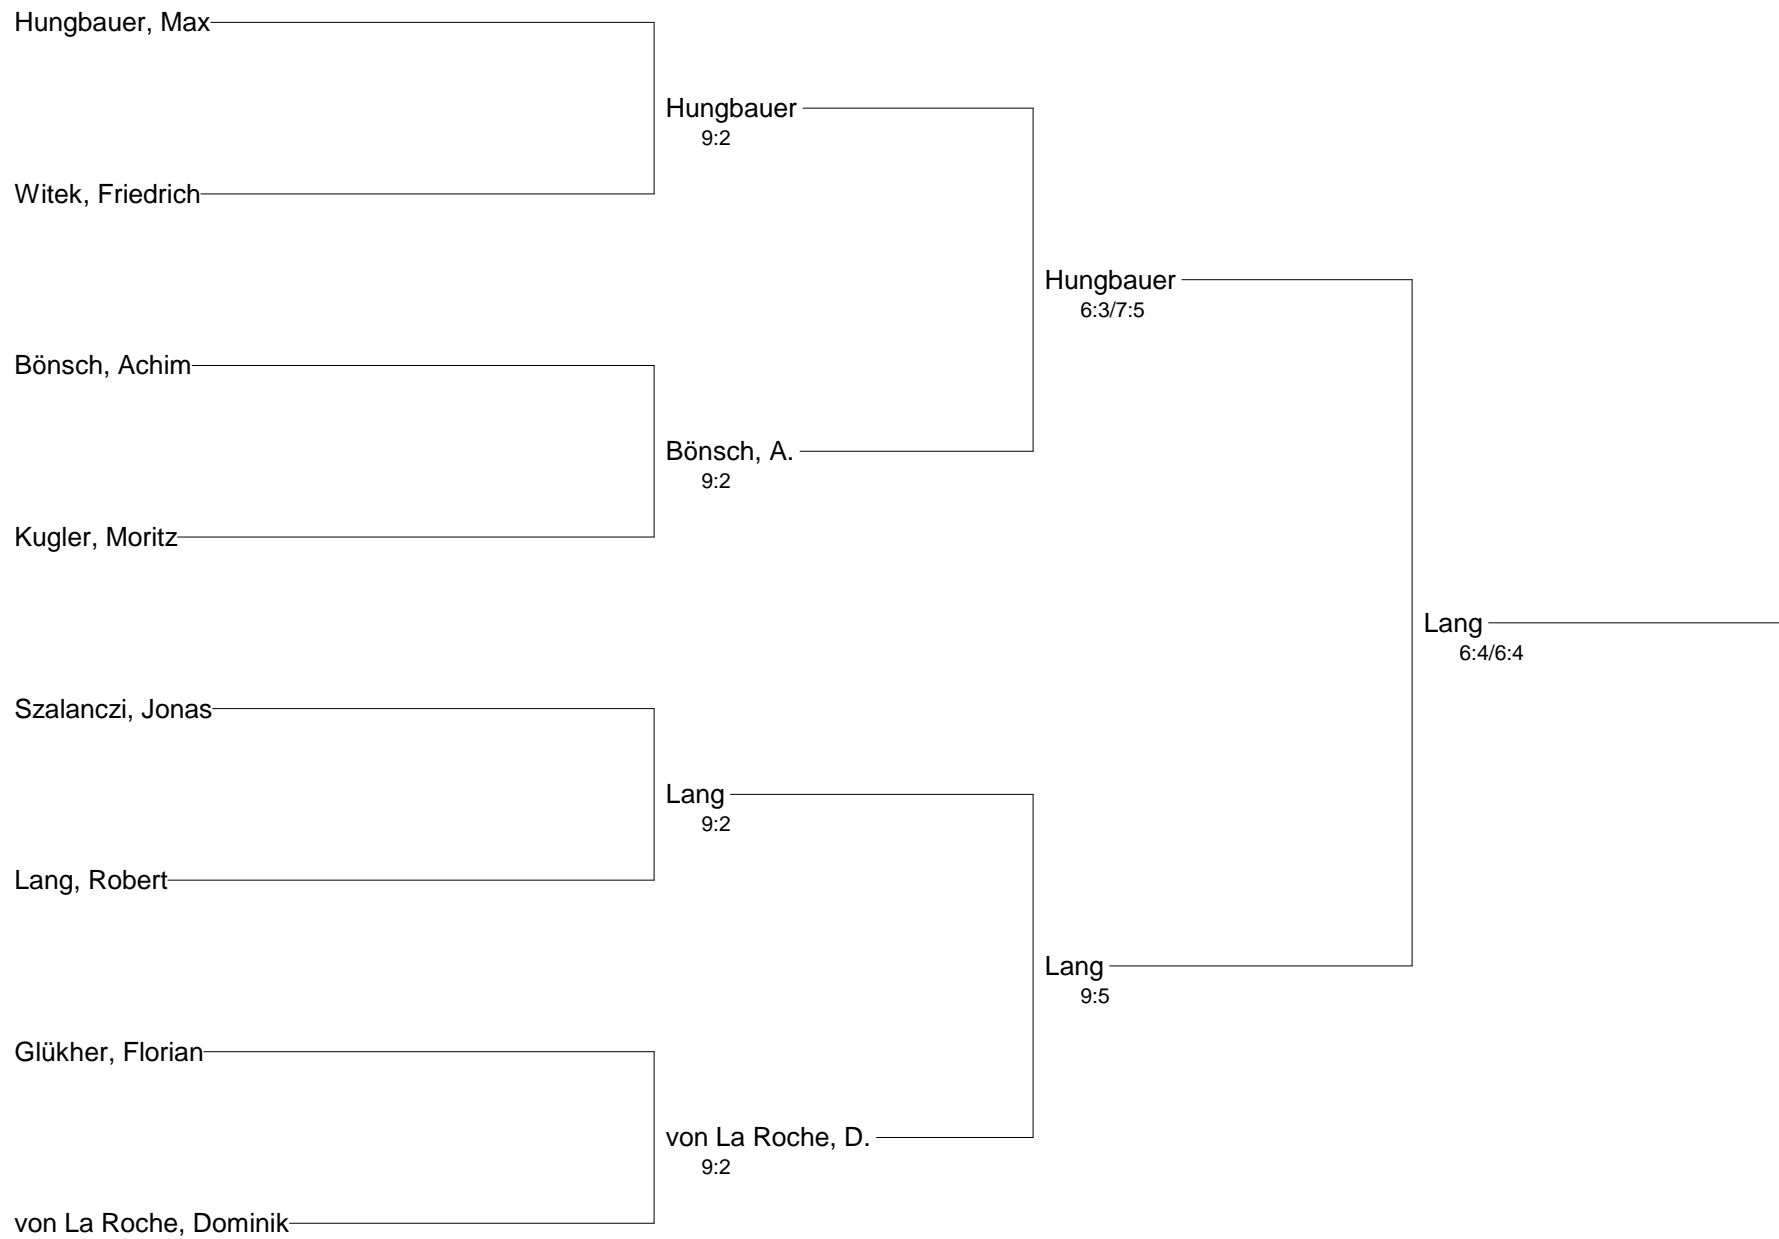 Hungbauer, Max
Hungbauer
9:2
Witek, Friedrich
Hungbauer
6:3/7:5
Bönsch, Achim
Bönsch, A.
9:2
Kugler, Moritz
Lang
6:4/6:4
Szalanczi, Jonas
Lang
9:2
Lang, Robert
Lang
9:5
Glükher, Florian
von La Roche, D.
9:2
von La Roche, Dominik